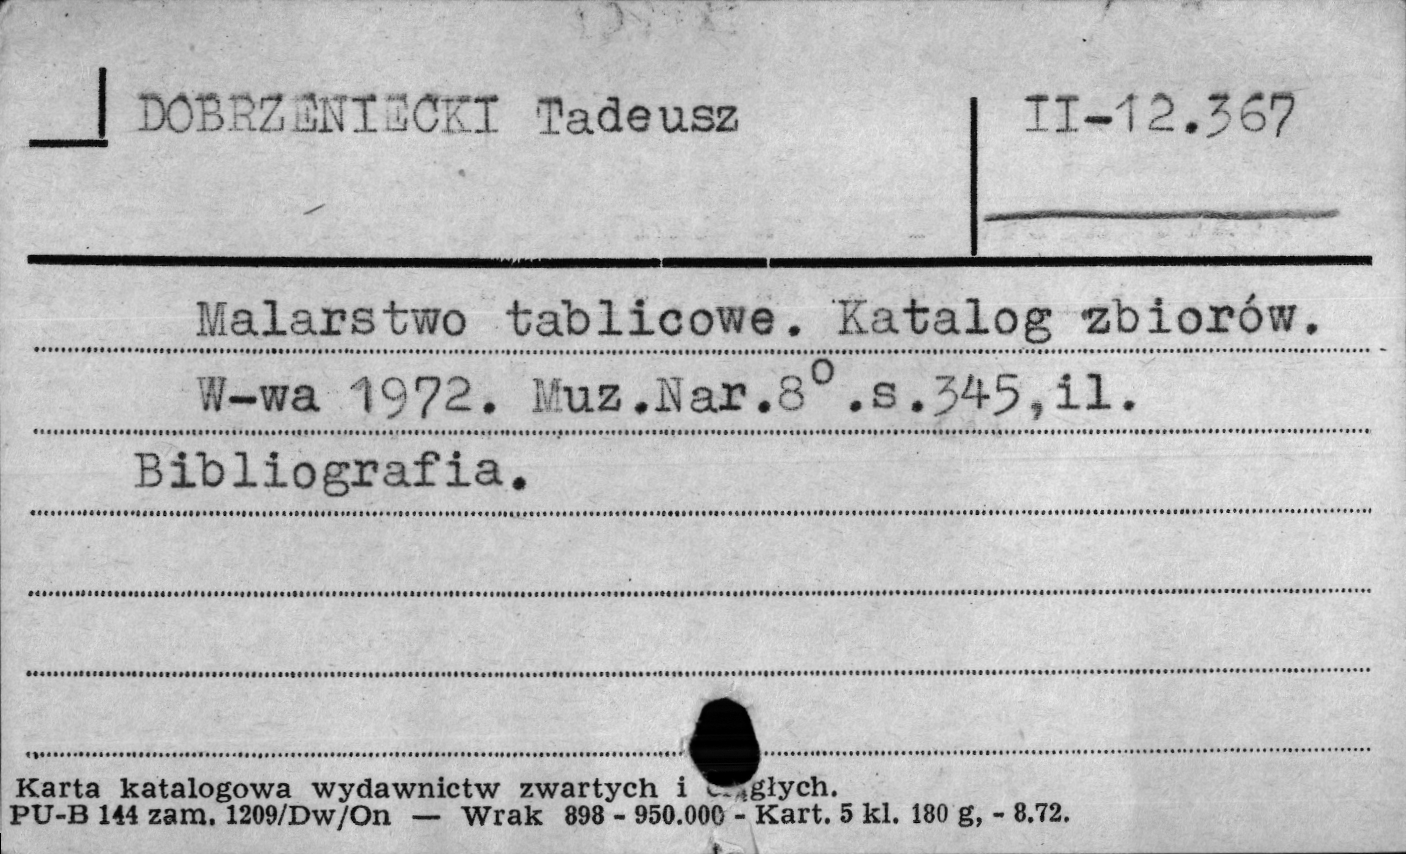 DOBRZENIECKI Tadeusz II-12.367
Malarstwo tablicowe. Katalog zbiorów.
W-wa 1972. Muz.Nar.8°.s.345,il.
Bibliografia.
Karta katalogowa wydawnictw zwartych i
PU-B 144 zam. 1209/Dw/On — Wrak 898 - 950.000 - Kart. 5 kl. 180 g, - 8.72.